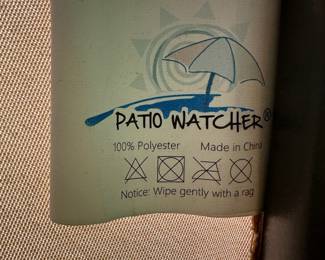 PATIO WATCHER®
100% Polyester Made in China
Notice: Wipe gently with a rag